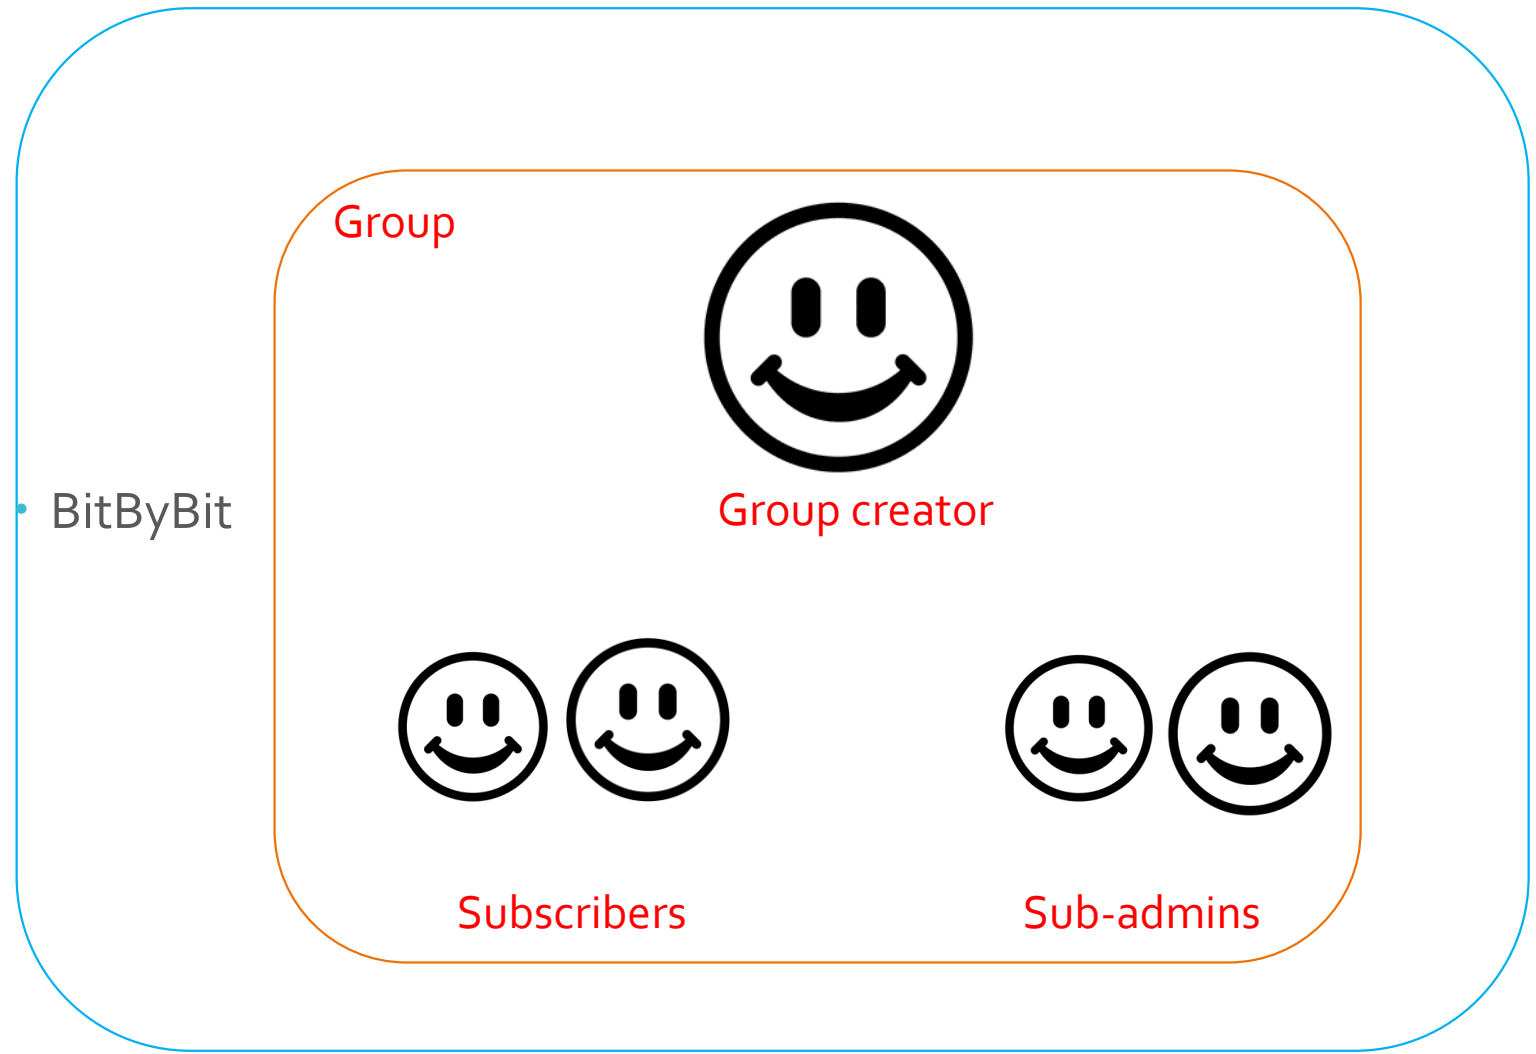 Group
• BitByBit
Group creator
Subscribers
Sub-admins